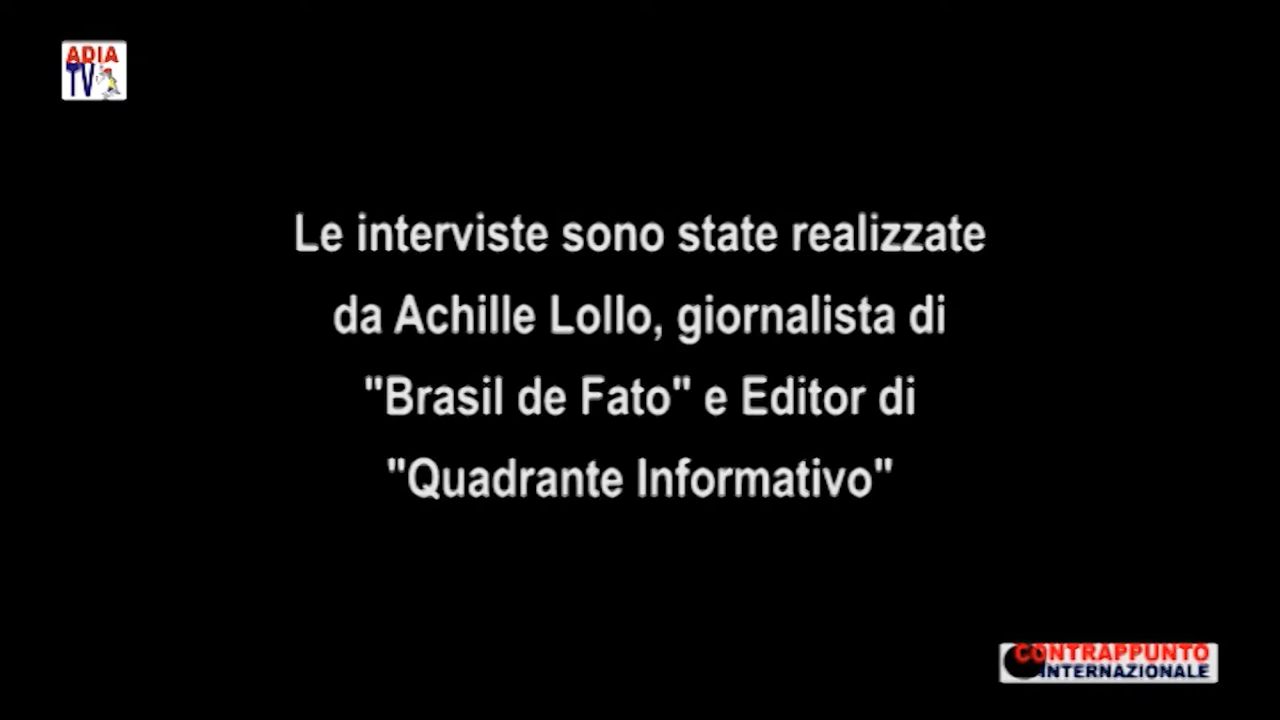 ADIA
TV
Le interviste sono state realizzate
da Achille Lollo, giornalista di
"Brasil de Fato" e Editor di
"Quadrante Informativo"
CONTRAPPUNTO
INTERNAZIONALE